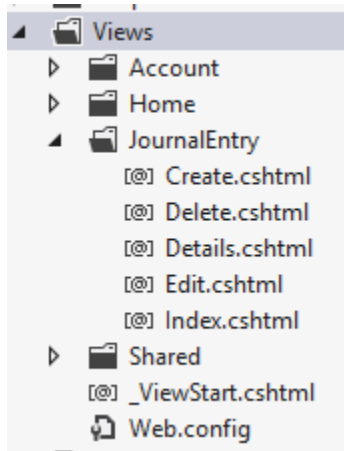 Views
Account
Home
JournalEntry
[@] Create.cshtml
[@] Delete.cshtml
[@] Details.cshtml
[@] Edit.cshtml
[@] Index.cshtml
Shared
[@] _ViewStart.cshtml
Web.config